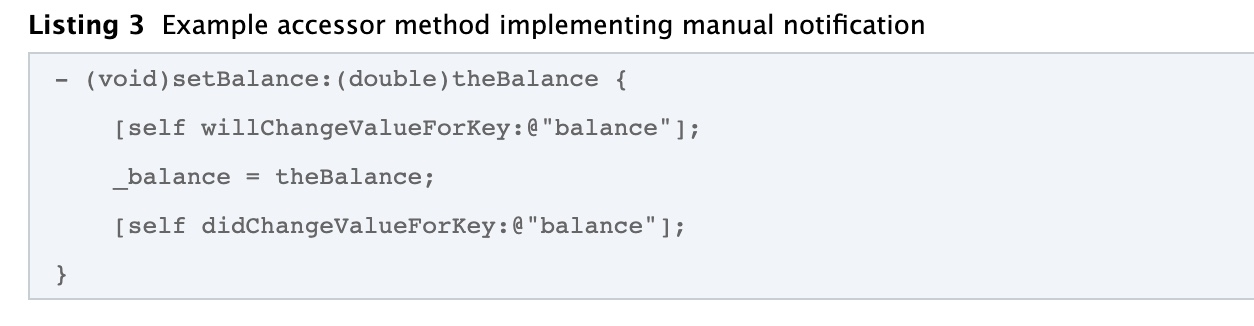 Listing 3 Example accessor method implementing manual notification
- (void)setBalance:(double)theBalance {
[self willChangeValueForKey:@"balance"];
_balance = theBalance;
[self didChangeValueForKey:@"balance"];
}